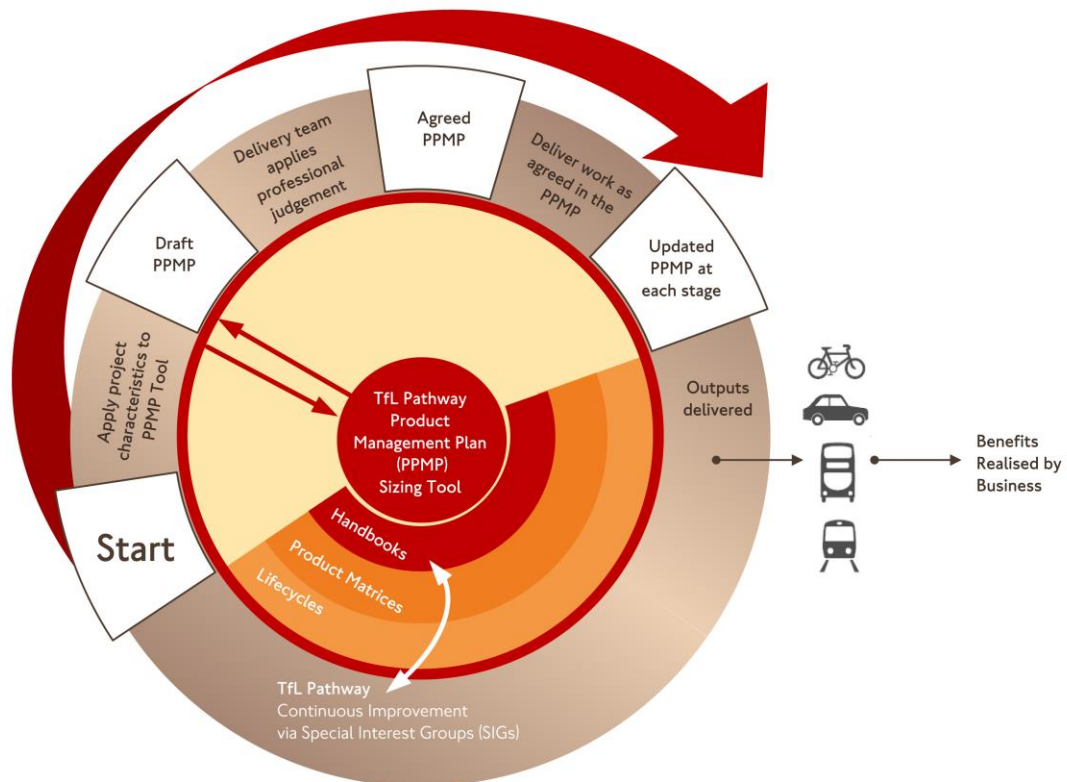 Start
Apply project
characteristics to
PPMP Tool
Draft
PPMP
Delivery team
applies
professional
judgement
Agreed
PPMP
Deliver work as
agreed in the
PPMP
Updated
PPMP at
each stage
Outputs
delivered
Benefits
Realised by
Business
TfL Pathway
Product
Management Plan
(PPMP)
Sizing Tool
Handbooks
Product Matrices
Lifecycles
TfL Pathway
Continuous Improvement
via Special Interest Groups (SIGs)